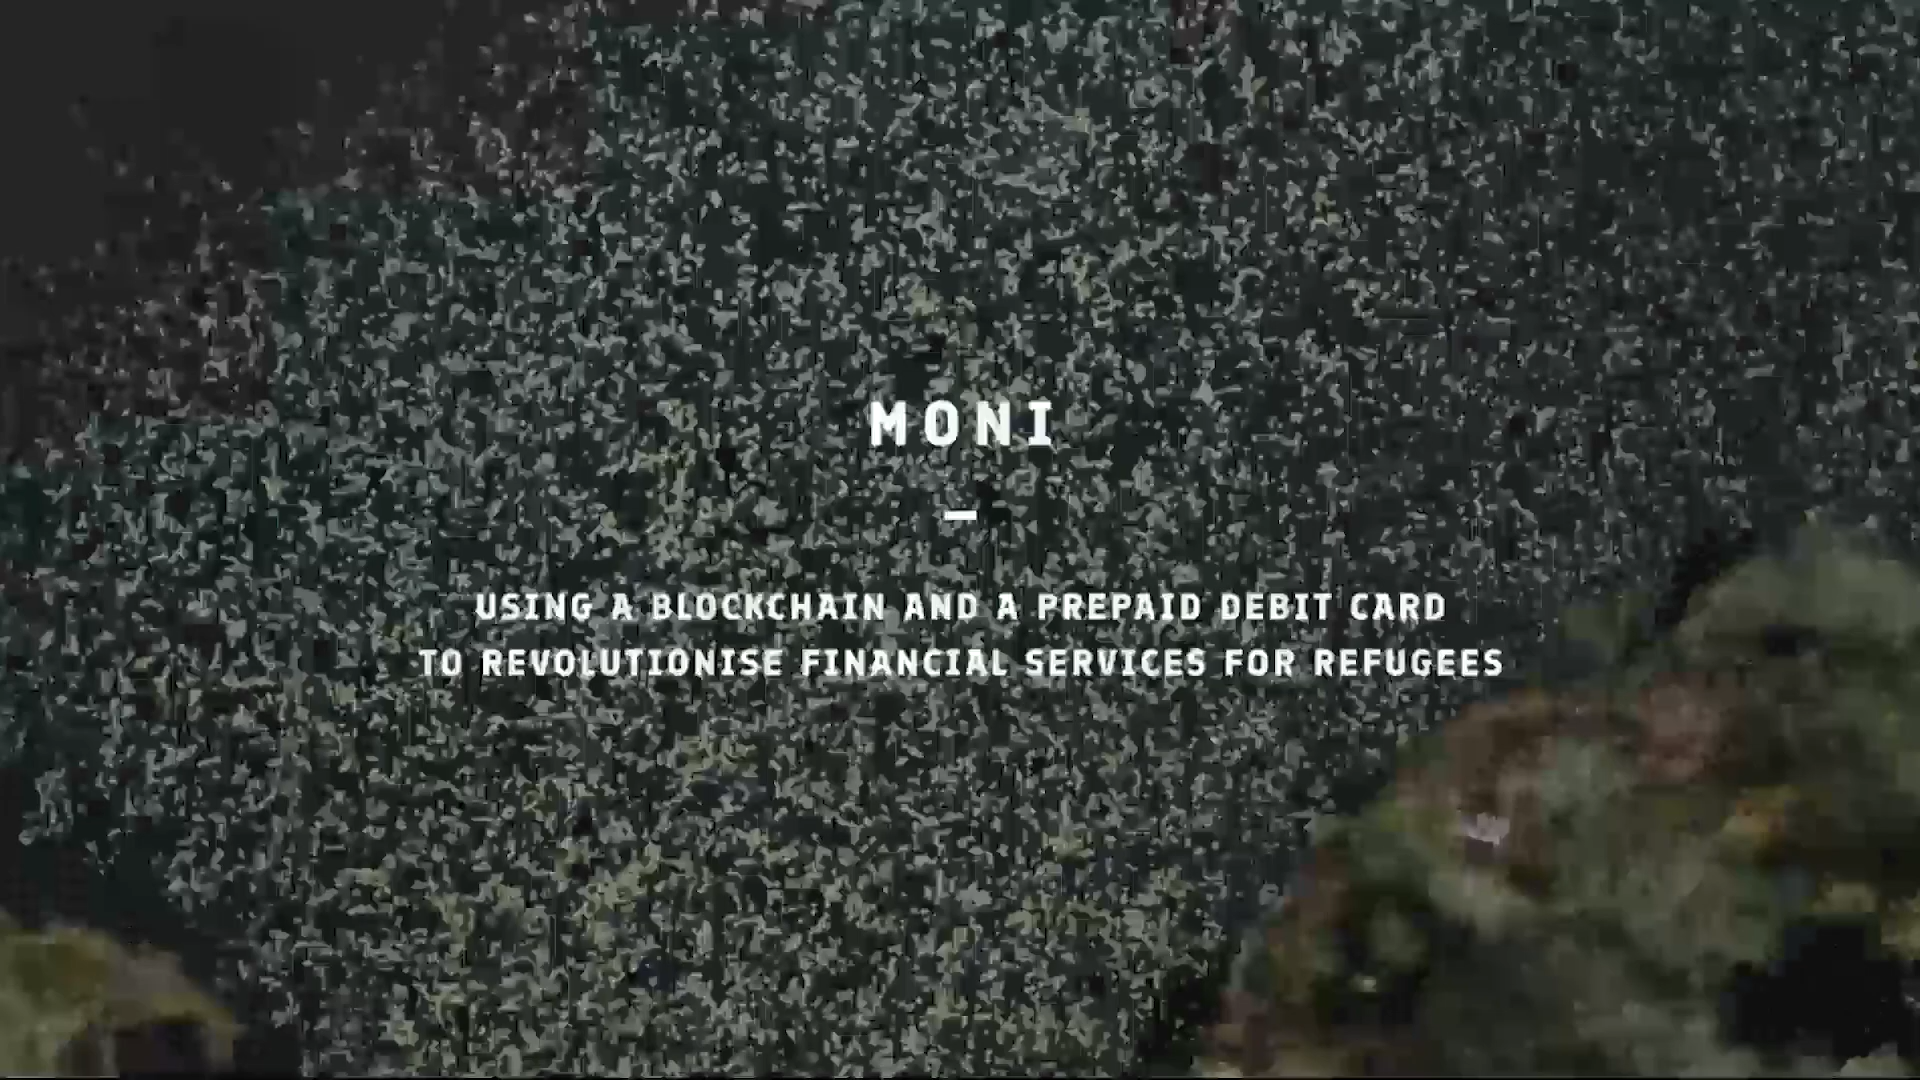 MONI
USING A BLOCKCHAIN AND A PREPAID DEBIT CARD
TO REVOLUTIONISE FINANCIAL SERVICES FOR REFUGEES